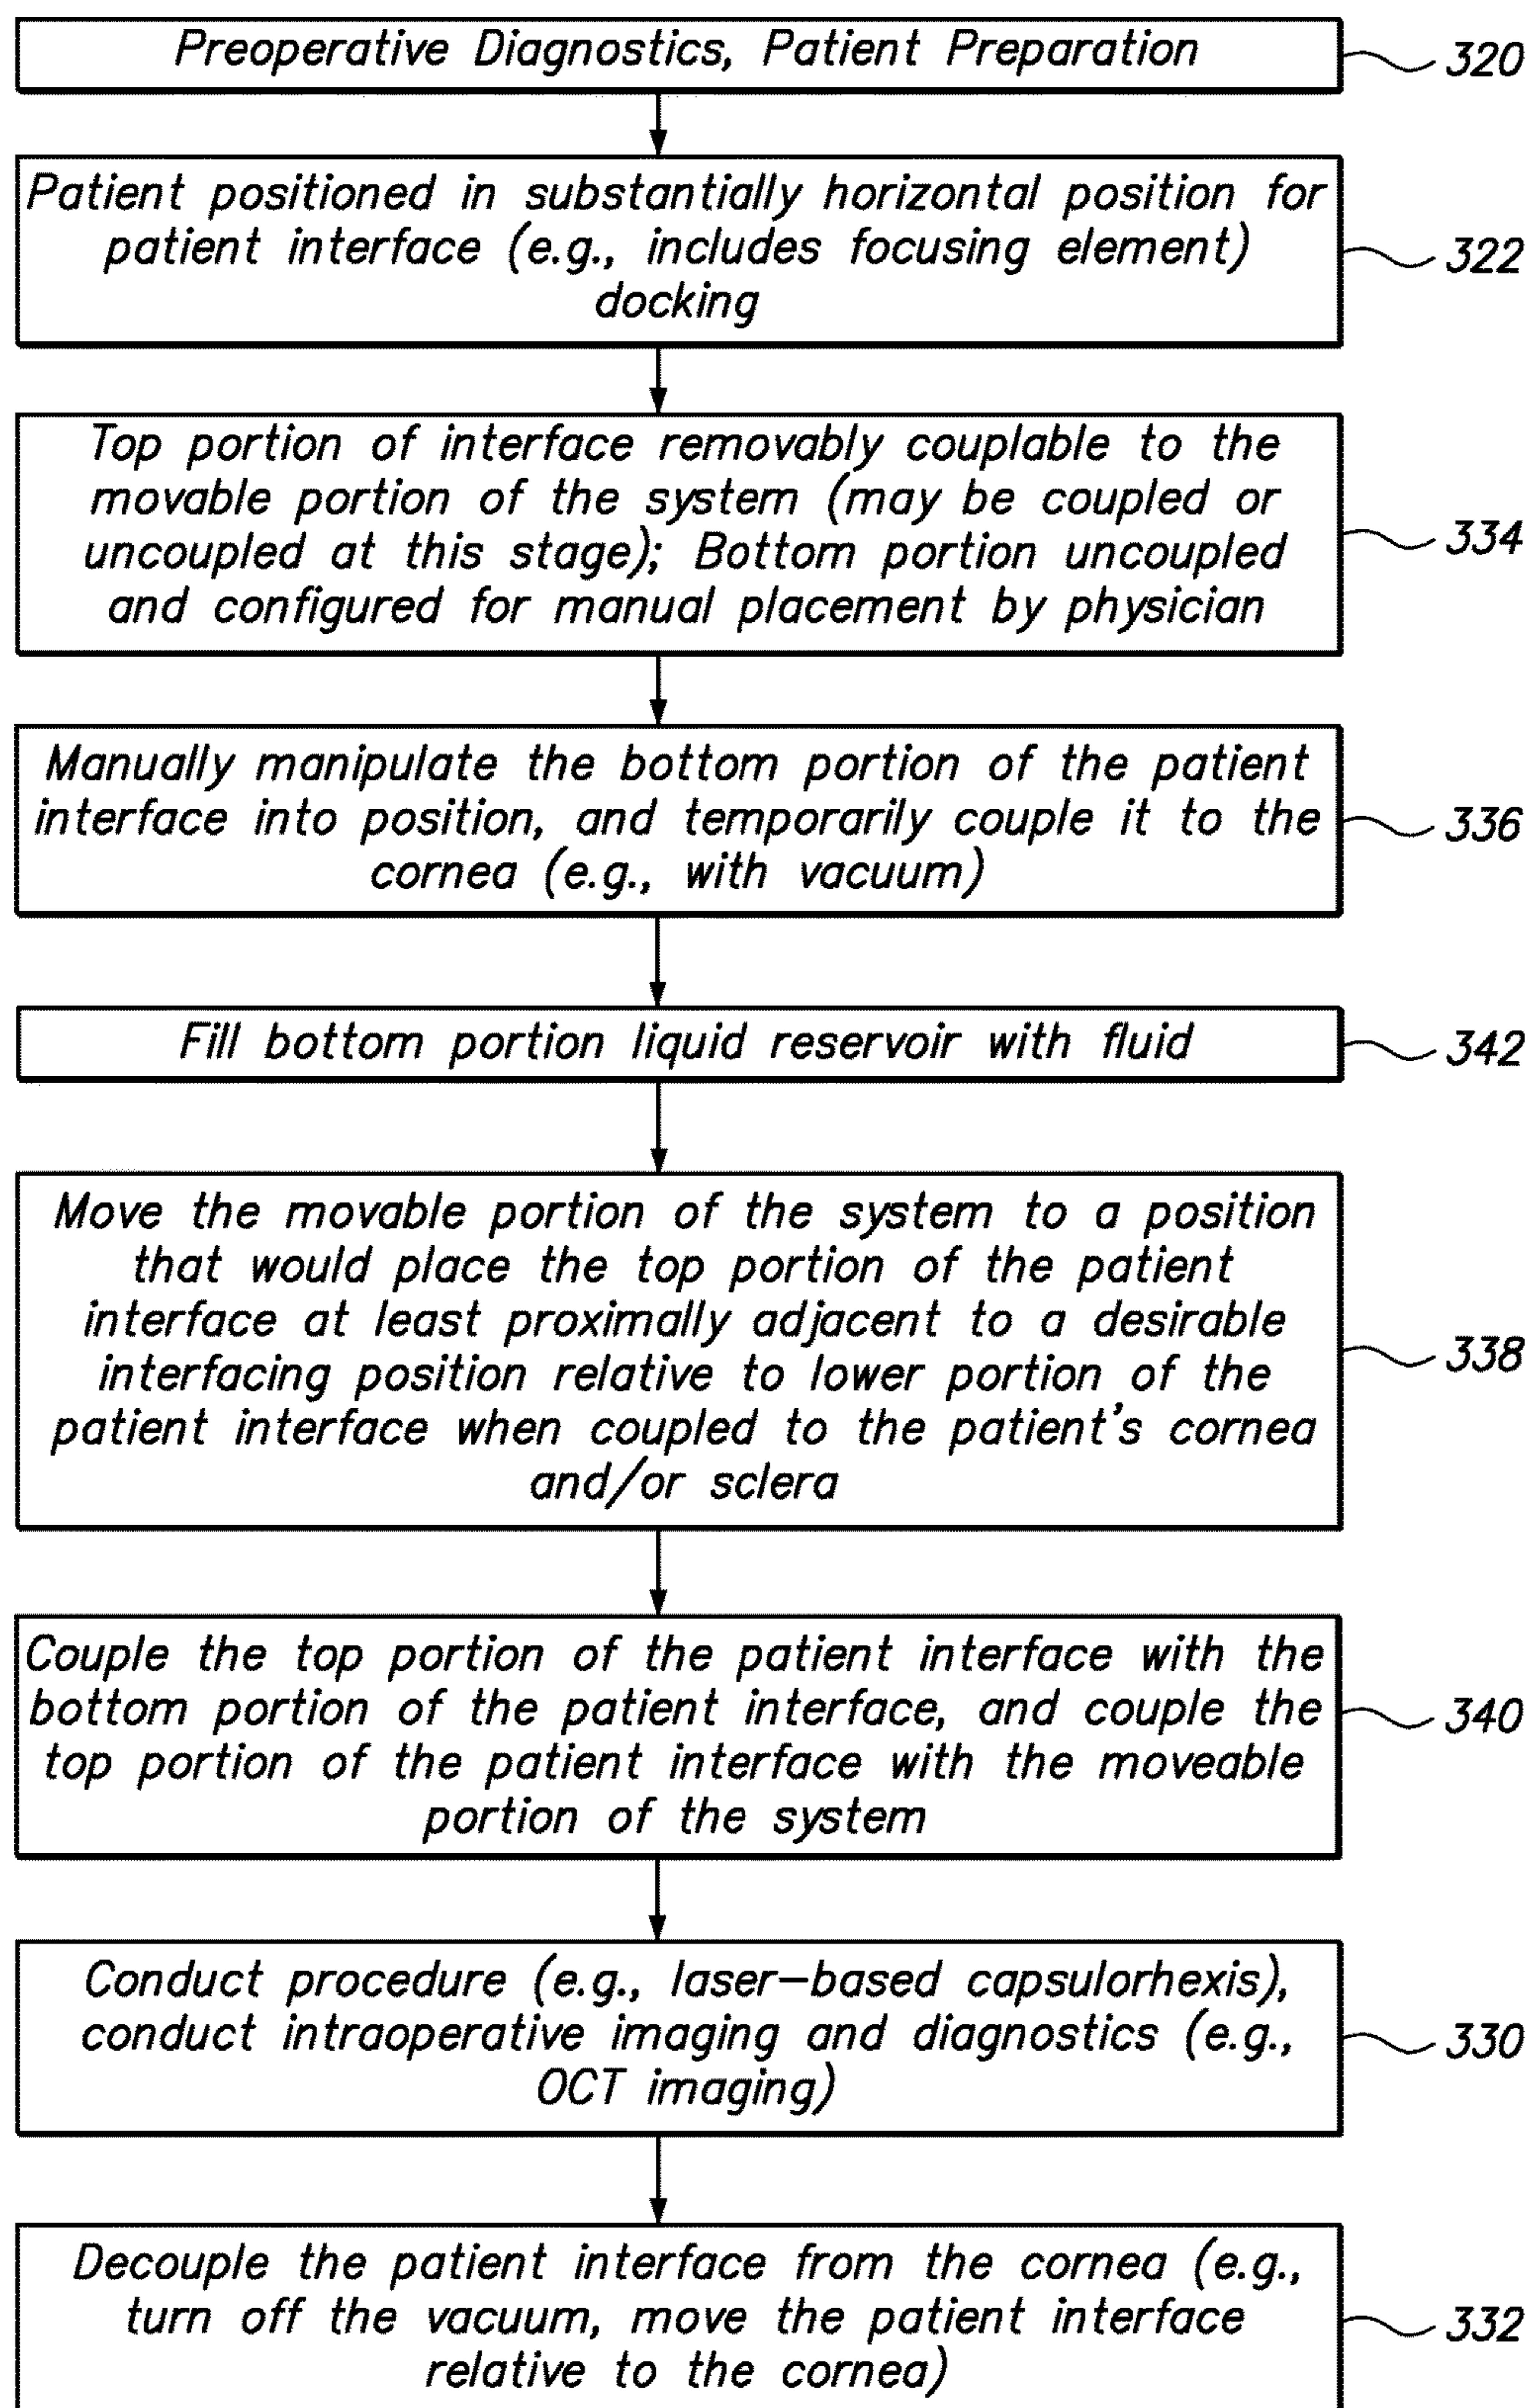 Preoperative Diagnostics, Patient Preparation
320
Patient positioned in substantially horizontal position for
patient interface (e.g., includes focusing element)
docking
322
Top portion of interface removably couplable to the
movable portion of the system (may be coupled or
uncoupled at this stage); Bottom portion uncoupled
and configured for manual placement by physician
334
Manually manipulate the bottom portion of the patient
interface into position, and temporarily couple it to the
cornea (e.g., with vacuum)
336
Fill bottom portion liquid reservoir with fluid
342
Move the movable portion of the system to a position
that would place the top portion of the patient
interface at least proximally adjacent to a desirable
interfacing position relative to lower portion of the
patient interface when coupled to the patient's cornea
and/or sclera
338
Couple the top portion of the patient interface with the
bottom portion of the patient interface, and couple the
top portion of the patient interface with the moveable
portion of the system
340
Conduct procedure (e.g., laser-based capsulorhexis),
conduct intraoperative imaging and diagnostics (e.g.,
OCT imaging)
330
Decouple the patient interface from the cornea (e.g.,
turn off the vacuum, move the patient interface
relative to the cornea)
332